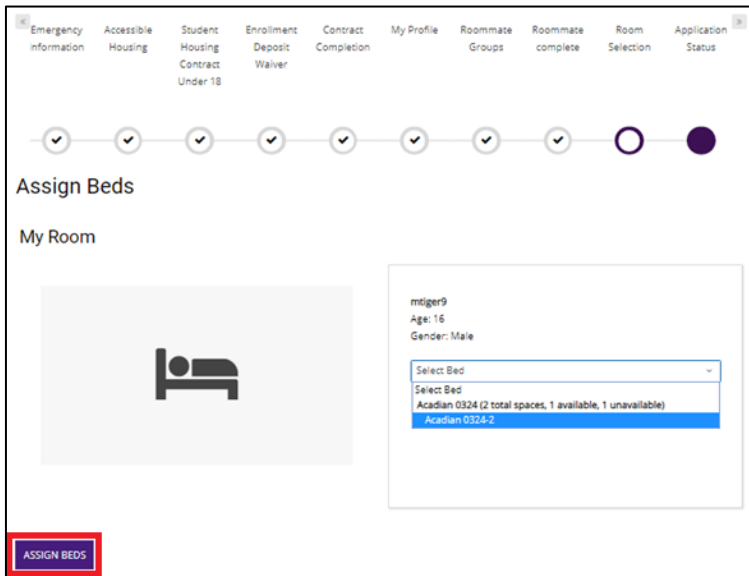 «
Emergency Information
Accessible Housing
Student Housing Contract Under 18
Enrollment Deposit Waiver
Contract Completion
My Profile
Roommate Groups
Roommate complete
Room Selection
Application Status
»
Assign Beds
My Room
mtiger9
Age: 16
Gender: Male
Select Bed
Select Bed
Acadian 0324 (2 total spaces, 1 available, 1 unavailable)
Acadian 0324-2
ASSIGN BEDS